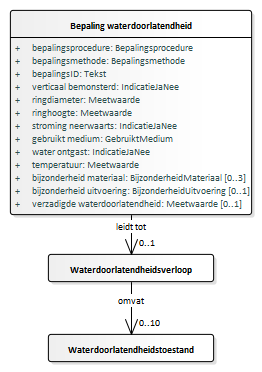 Bepaling waterdoorlatendheid
+ bepalingsprocedure: Bepalingsprocedure
+ bepalingsmethode: Bepalingsmethode
+ bepalingsID: Tekst
+ verticaal bemonsterd: IndicatieJaNee
+ ringdiameter: Meetwaarde
+ ringhoogte: Meetwaarde
+ stroming neerwaarts: IndicatieJaNee
+ gebruikt medium: GebruiktMedium
+ water ontgast: IndicatieJaNee
+ temperatuur: Meetwaarde
+ bijzonderheid materiaal: BijzonderheidMateriaal [0..3]
+ bijzonderheid uitvoering: BijzonderheidUitvoering [0..1]
+ verzadigde waterdoorlatendheid: Meetwaarde [0..1]
leidt tot
0..1
Waterdoorlatendheidsverloop
omvat
0..10
Waterdoorlatendheidstoestand